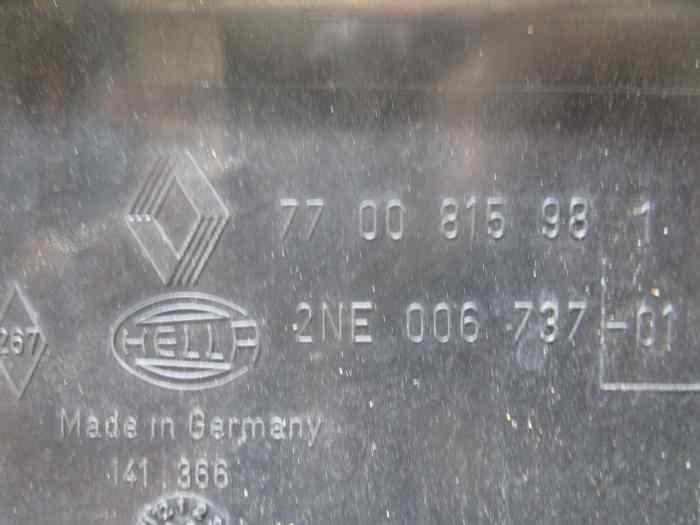 77 00 815 98 1
2NE 006 737-01
267
HELLA
Made in Germany
141 366